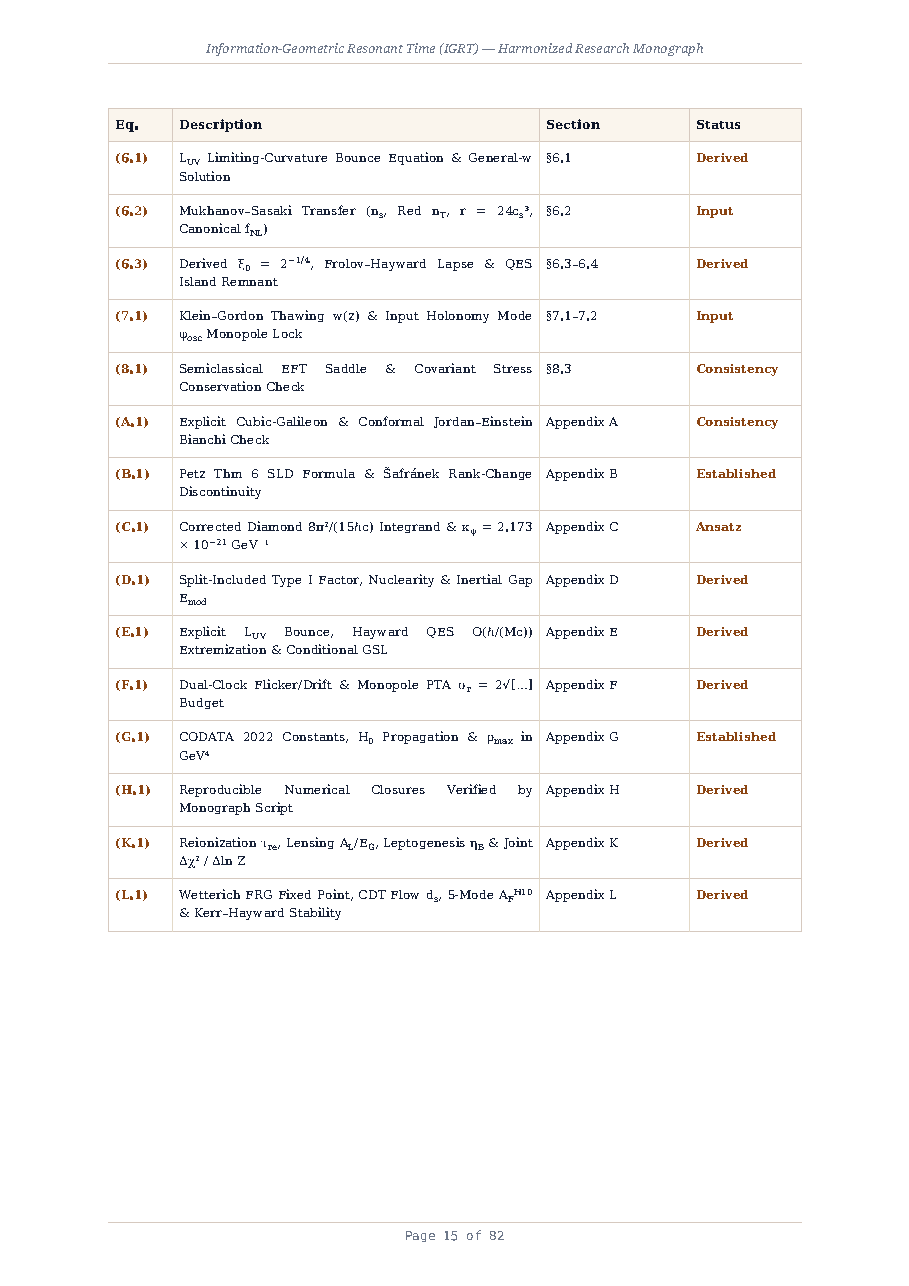 Information-Geometric Resonant Time (IGRT) — Harmonized Research Monograph
Eq. Description Section Status
(6.1) L_UV Limiting-Curvature Bounce Equation & General-w §6.1 Derived
Solution
(6.2) Mukhanov–Sasaki Transfer (nₛ, Red n_T, r = 24cₛ³, §6.2 Input
Canonical f_NL)
(6.3) Derived ξ₀ = 2⁻¹ᐟ⁴, Frolov–Hayward Lapse & QES §6.3–6.4 Derived
Island Remnant
(7.1) Klein–Gordon Thawing w(z) & Input Holonomy Mode §7.1–7.2 Input
φ_osc Monopole Lock
(8.1) Semiclassical EFT Saddle & Covariant Stress §8.3 Consistency
Conservation Check
(A.1) Explicit Cubic-Galileon & Conformal Jordan–Einstein Appendix A Consistency
Bianchi Check
(B.1) Petz Thm 6 SLD Formula & Šafránek Rank-Change Appendix B Established
Discontinuity
(C.1) Corrected Diamond 8π²/(15ℏc) Integrand & κ_φ = 2.173 Appendix C Ansatz
× 10⁻²¹ GeV⁻¹
(D.1) Split-Included Type I Factor, Nuclearity & Inertial Gap Appendix D Derived
E_mod
(E.1) Explicit L_UV Bounce, Hayward QES O(ℏ/(Mc)) Appendix E Derived
Extremization & Conditional GSL
(F.1) Dual-Clock Flicker/Drift & Monopole PTA σ_τ = 2√[…] Appendix F Derived
Budget
(G.1) CODATA 2022 Constants, H₀ Propagation & ρ_max in Appendix G Established
GeV⁴
(H.1) Reproducible Numerical Closures Verified by Appendix H Derived
Monograph Script
(K.1) Reionization τ_re, Lensing A_L/E_G, Leptogenesis η_B & Joint Appendix K Derived
Δχ² / Δln Z
(L.1) Wetterich FRG Fixed Point, CDT Flow dₛ, 5-Mode A_F^H1D Appendix L Derived
& Kerr–Hayward Stability
Page 15 of 82